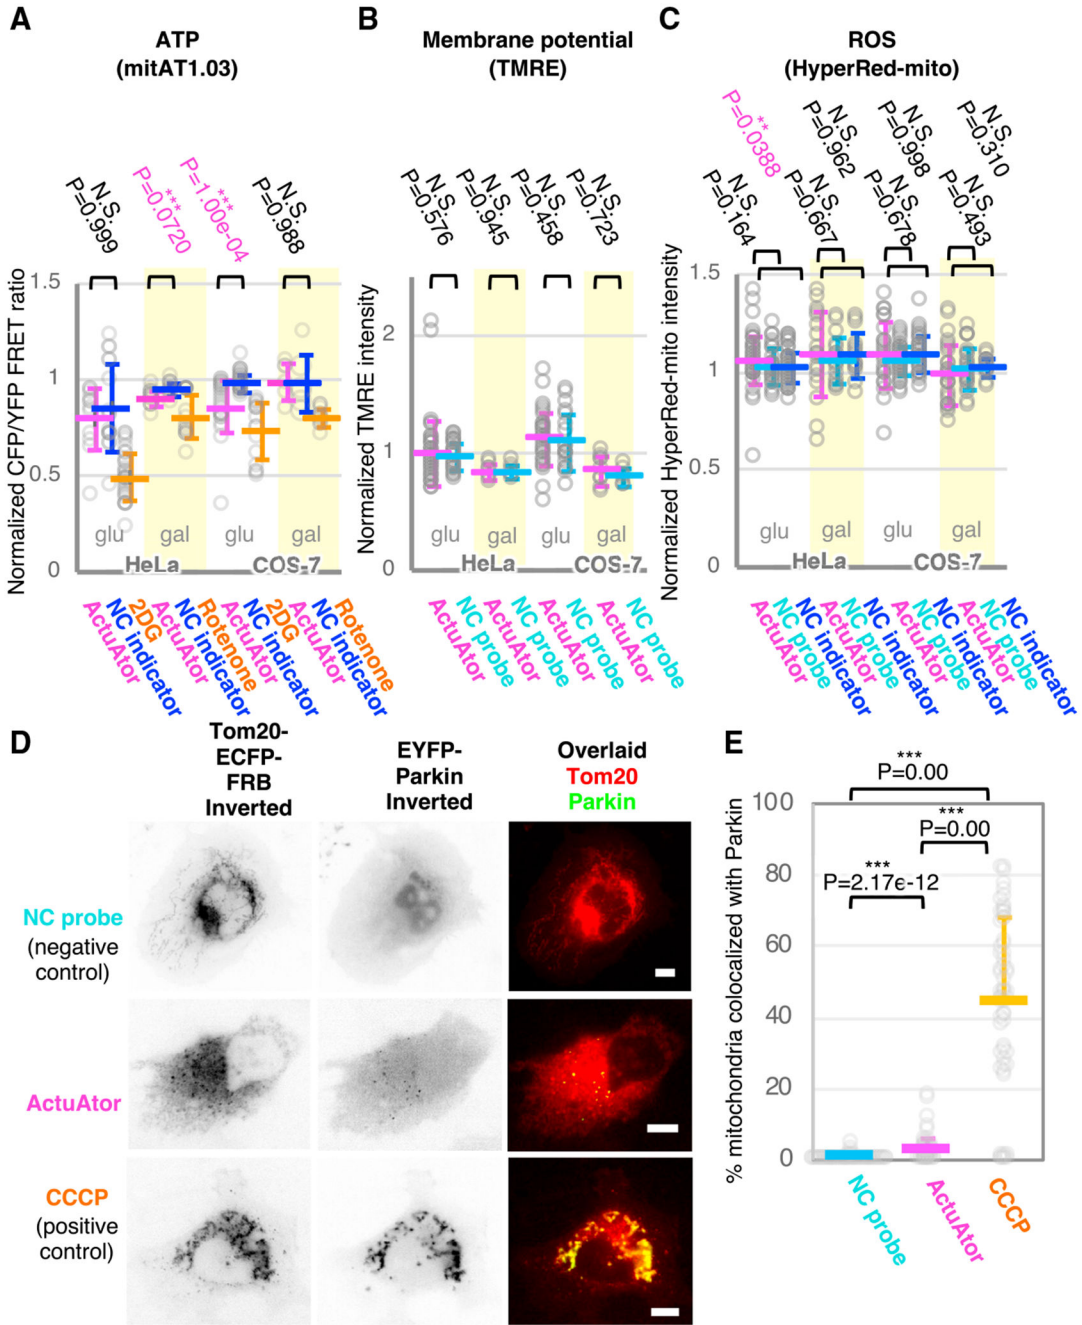 A
ATP
(mitAT1.03)
N.S.
P=0.999
***
P=0.0720
***
P=1.00e-04
N.S.
P=0.988
Normalized CFP/YFP FRET ratio
1.5
1
0.5
0
glu
gal
glu
gal
HeLa
COS-7
ActuAtor
NC indicator
2DG
ActuAtor
NC indicator
Rotenone
ActuAtor
NC indicator
2DG
ActuAtor
NC indicator
Rotenone
B
Membrane potential
(TMRE)
N.S.
P=0.576
N.S.
P=0.945
N.S.
P=0.458
N.S.
P=0.723
Normalized TMRE intensity
2
1
0
glu
gal
glu
gal
HeLa
COS-7
ActuAtor
NC probe
ActuAtor
NC probe
ActuAtor
NC probe
ActuAtor
NC probe
C
ROS
(HyperRed-mito)
**
P=0.0388
N.S.
P=0.962
N.S.
P=0.998
N.S.
P=0.310
N.S.
P=0.164
N.S.
P=0.667
N.S.
P=0.678
N.S.
P=0.493
Normalized HyperRed-mito intensity
1.5
1
0.5
0
glu
gal
glu
gal
HeLa
COS-7
ActuAtor
NC probe
NC indicator
ActuAtor
NC probe
NC indicator
ActuAtor
NC probe
NC indicator
ActuAtor
NC probe
NC indicator
D
Tom20-
ECFP-
FRB
Inverted
EYFP-
Parkin
Inverted
Overlaid
Tom20
Parkin
NC probe
(negative
control)
ActuAtor
CCCP
(positive
control)
E
***
P=0.00
***
P=0.00
***
P=2.17e-12
% mitochondria colocalized with Parkin
100
80
60
40
20
0
NC probe
ActuAtor
CCCP